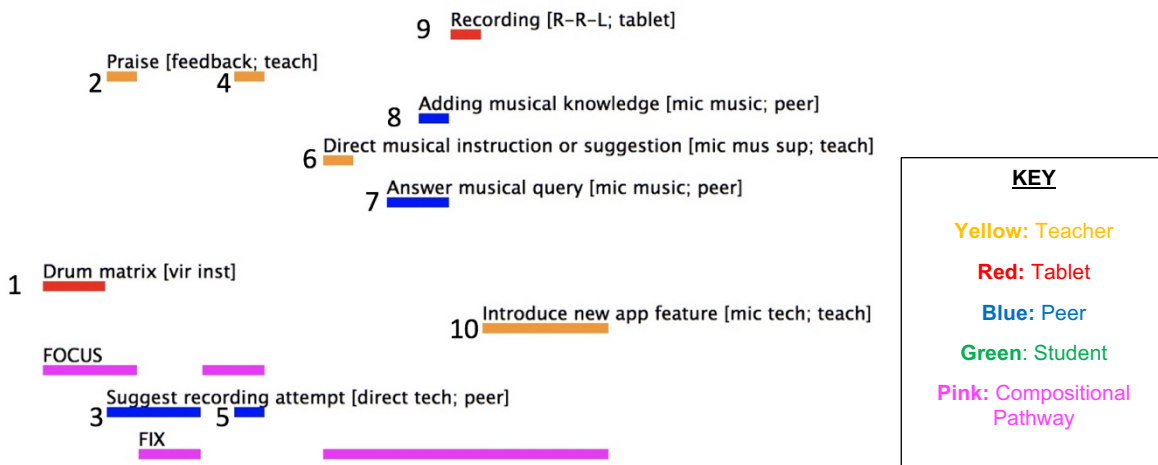 9 Recording [R-R-L; tablet]
Praise [feedback; teach]
2 4
8 Adding musical knowledge [mic music; peer]
6 Direct musical instruction or suggestion [mic mus sup; teach]
7 Answer musical query [mic music; peer]
1 Drum matrix [vir inst]
10 Introduce new app feature [mic tech; teach]
FOCUS
Suggest recording attempt [direct tech; peer]
3 5
FIX
KEY
Yellow: Teacher
Red: Tablet
Blue: Peer
Green: Student
Pink: Compositional
Pathway